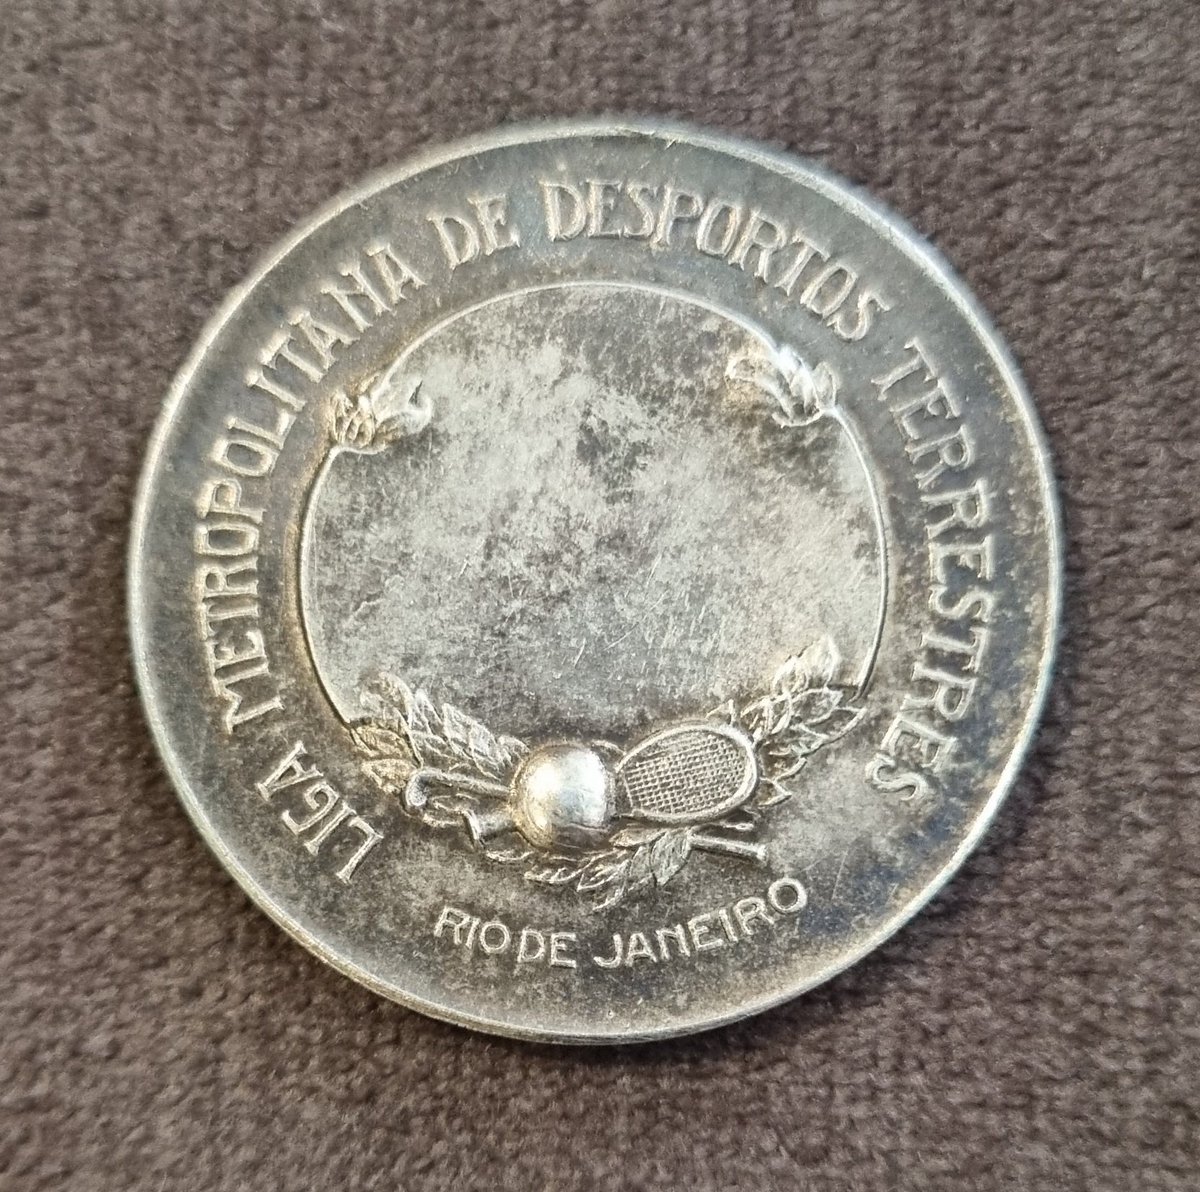 LIGA METROPOLITANA DE DESPORTOS TERRESTRES
RIO DE JANEIRO